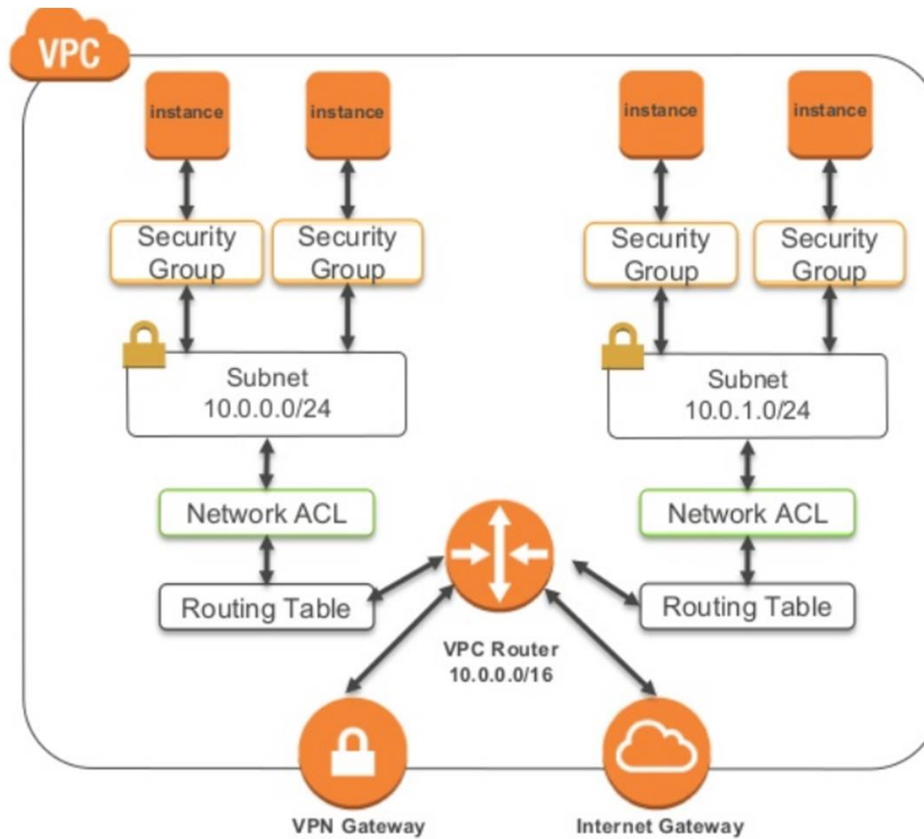 VPC
instance
instance
instance
instance
Security
Group
Security
Group
Security
Group
Security
Group
Subnet
10.0.0.0/24
Subnet
10.0.1.0/24
Network ACL
Network ACL
Routing Table
Routing Table
VPC Router
10.0.0.0/16
VPN Gateway
Internet Gateway